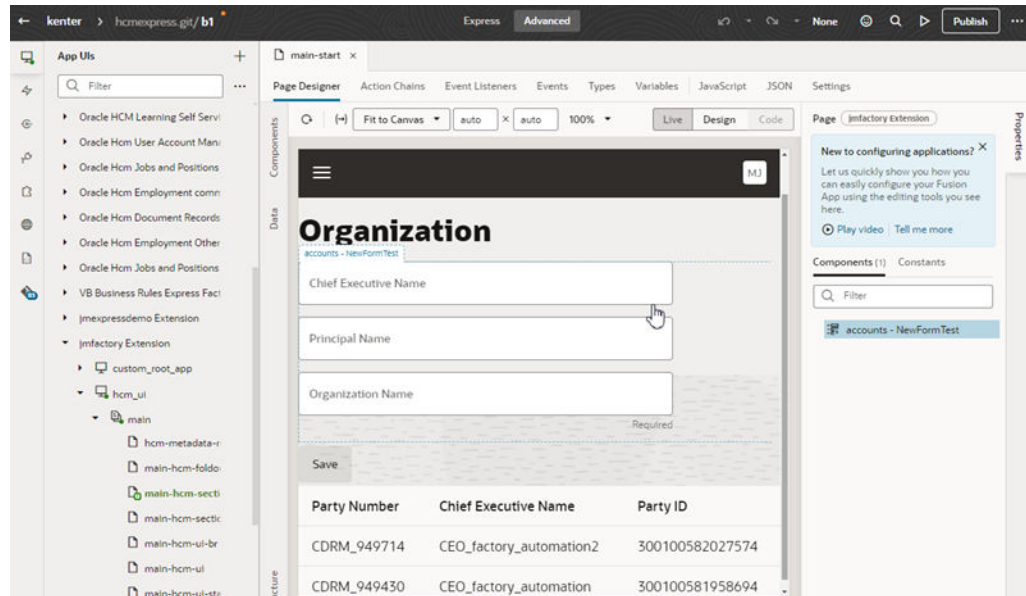 kenter > hcmexpress.git/ b1
Express Advanced
None
Publish
App UIs
Filter
Oracle HCM Learning Self Servi
Oracle Hcm User Account Man
Oracle Hcm Jobs and Positions
Oracle Hcm Employment comm
Oracle Hcm Document Records
Oracle Hcm Employment Other
Oracle Hcm Jobs and Positions
VB Business Rules Express Fact
jmexpressdemo Extension
jmfactory Extension
custom_root_app
hcm_ui
main
hcm-metadata-r
main-hcm-foldo
main-hcm-secti
main-hcm-sectic
main-hcm-ui-br
main-hcm-ui
main-hcm-ui-sta
main-start ×
Page Designer Action Chains Event Listeners Events Types Variables JavaScript JSON Settings
Fit to Canvas auto × auto 100% Live Design Code
Components
Data
cture
MJ
Organization
accounts - NewFormTest
Chief Executive Name
Principal Name
Organization Name
Required
Save
Party Number Chief Executive Name Party ID
CDRM_949714 CEO_factory_automation2 300100582027574
CDRM_949430 CEO_factory_automation 300100581958694
Page jmfactory Extension
New to configuring applications? ×
Let us quickly show you how you
can easily configure your Fusion
App using the editing tools you see
here.
Play video Tell me more
Components (1) Constants
Filter
accounts - NewFormTest
Properties